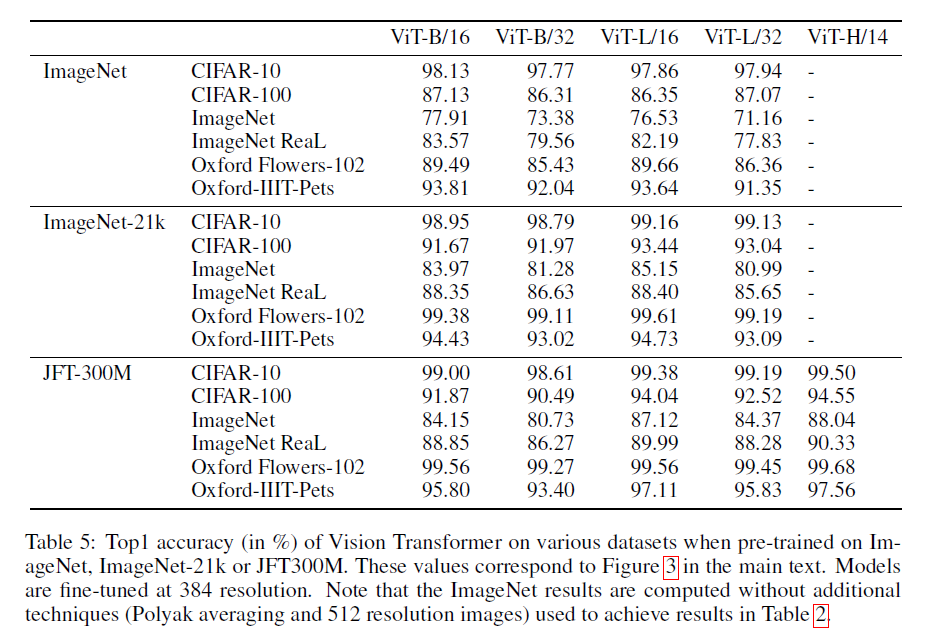 ViT-B/16 ViT-B/32 ViT-L/16 ViT-L/32 ViT-H/14
ImageNet CIFAR-10 98.13 97.77 97.86 97.94 -
CIFAR-100 87.13 86.31 86.35 87.07 -
ImageNet 77.91 73.38 76.53 71.16 -
ImageNet ReaL 83.57 79.56 82.19 77.83 -
Oxford Flowers-102 89.49 85.43 89.66 86.36 -
Oxford-IIIT-Pets 93.81 92.04 93.64 91.35 -
ImageNet-21k CIFAR-10 98.95 98.79 99.16 99.13 -
CIFAR-100 91.67 91.97 93.44 93.04 -
ImageNet 83.97 81.28 85.15 80.99 -
ImageNet ReaL 88.35 86.63 88.40 85.65 -
Oxford Flowers-102 99.38 99.11 99.61 99.19 -
Oxford-IIIT-Pets 94.43 93.02 94.73 93.09 -
JFT-300M CIFAR-10 99.00 98.61 99.38 99.19 99.50
CIFAR-100 91.87 90.49 94.04 92.52 94.55
ImageNet 84.15 80.73 87.12 84.37 88.04
ImageNet ReaL 88.85 86.27 89.99 88.28 90.33
Oxford Flowers-102 99.56 99.27 99.56 99.45 99.68
Oxford-IIIT-Pets 95.80 93.40 97.11 95.83 97.56
Table 5: Top1 accuracy (in %) of Vision Transformer on various datasets when pre-trained on Im-
ageNet, ImageNet-21k or JFT300M. These values correspond to Figure 3 in the main text. Models
are fine-tuned at 384 resolution. Note that the ImageNet results are computed without additional
techniques (Polyak averaging and 512 resolution images) used to achieve results in Table 2.